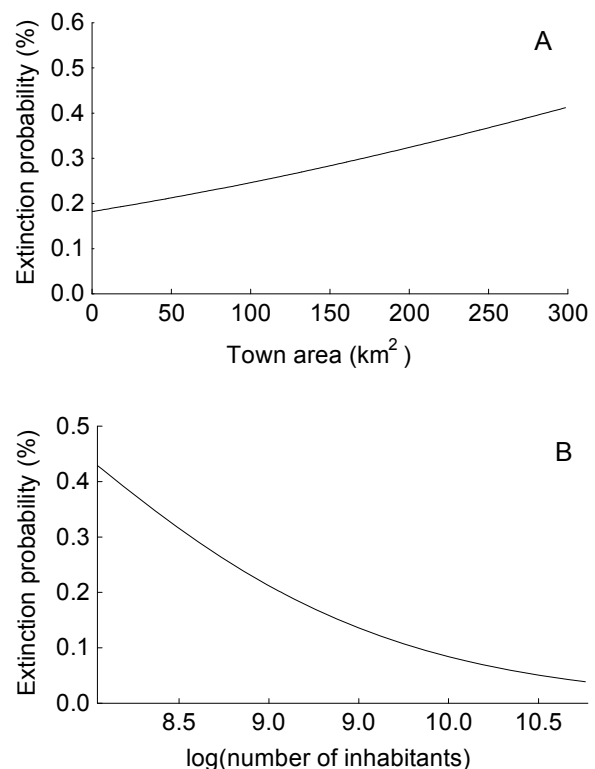 A
Extinction probability (%)
0.6
0.5
0.4
0.3
0.2
0.1
0.0
0 50 100 150 200 250 300
Town area (km² )
B
Extinction probability (%)
0.5
0.4
0.3
0.2
0.1
0.0
8.5 9.0 9.0 10.0 10.5
log(number of inhabitants)